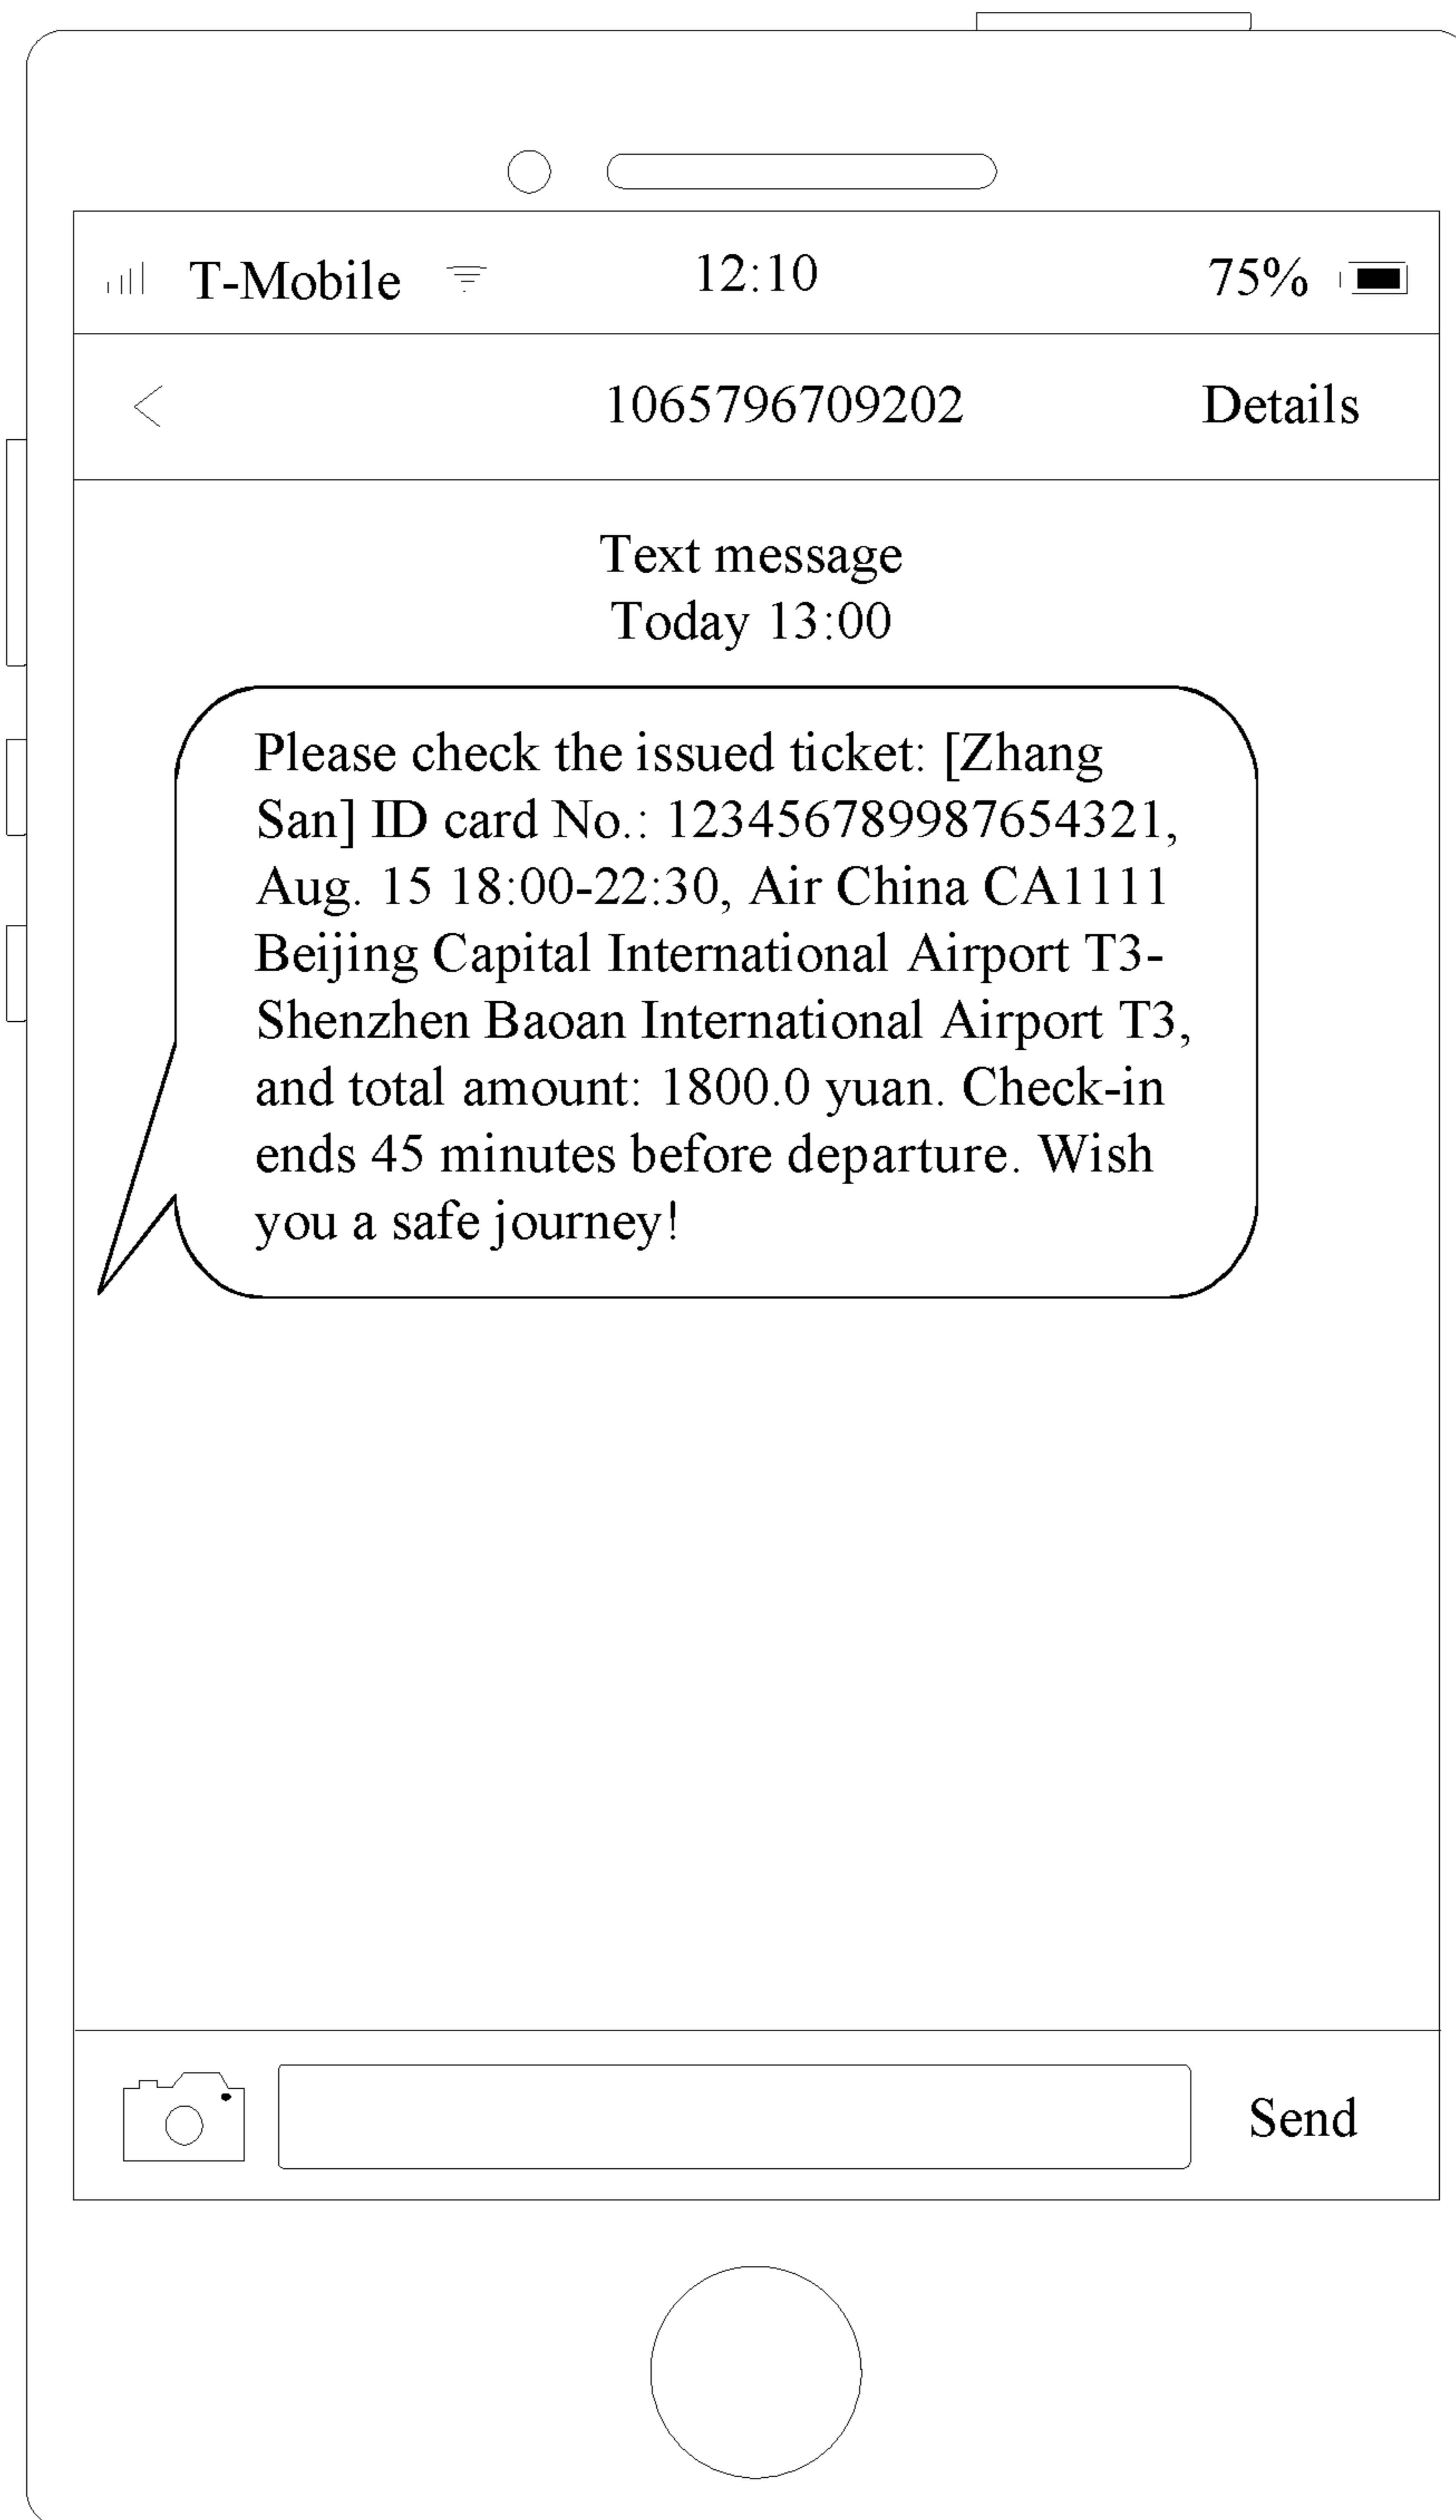 T-Mobile 12:10 75%
1065796709202 Details
Text message
Today 13:00
Please check the issued ticket: [Zhang
San] ID card No.: 123456789987654321,
Aug. 15 18:00-22:30, Air China CA1111
Beijing Capital International Airport T3-
Shenzhen Baoan International Airport T3,
and total amount: 1800.0 yuan. Check-in
ends 45 minutes before departure. Wish
you a safe journey!
Send